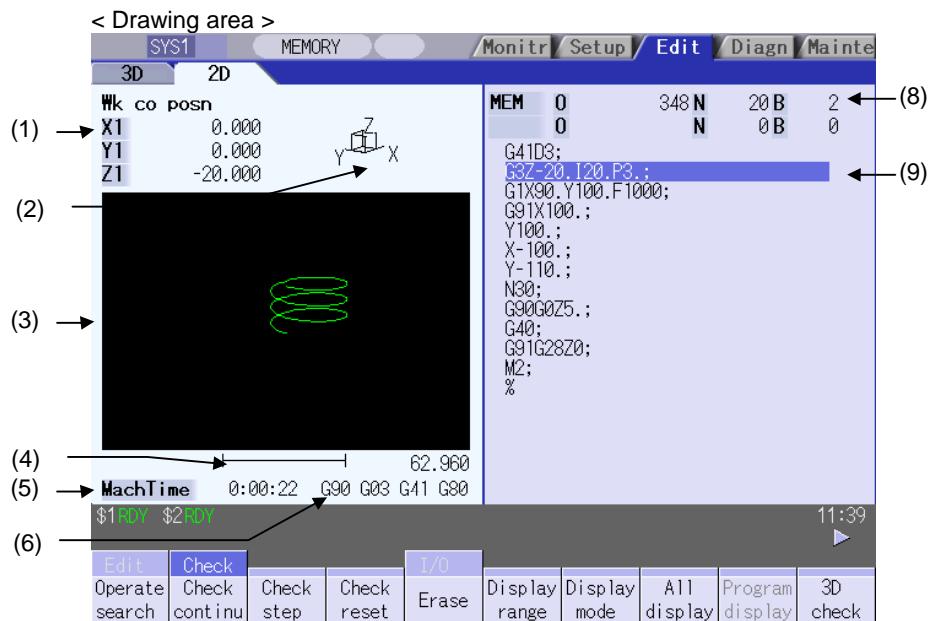 < Drawing area >
SYS1 MEMORY Monitr Setup Edit Diagn Mainte
3D 2D
Wk co posn
X1 0.000
Y1 0.000
Z1 -20.000
Z
Y X
MEM O 348 N 20 B 2
O N 0 B 0
G41D3;
G3Z-20.I20.P3.;
G1X90.Y100.F1000;
G91X100.;
Y100.;
X-100.;
Y-110.;
N30;
G90G0Z5.;
G40;
G91G28Z0;
M2;
%
(1)
(2)
(3)
(4)
(5)
(6)
(8)
(9)
62.960
MachTime 0:00:22 G90 G03 G41 G80
$1 RDY $2 RDY 11:39
Edit Check I/O
Operate search
Check continu
Check step
Check reset
Erase
Display range
Display mode
All display
Program display
3D check